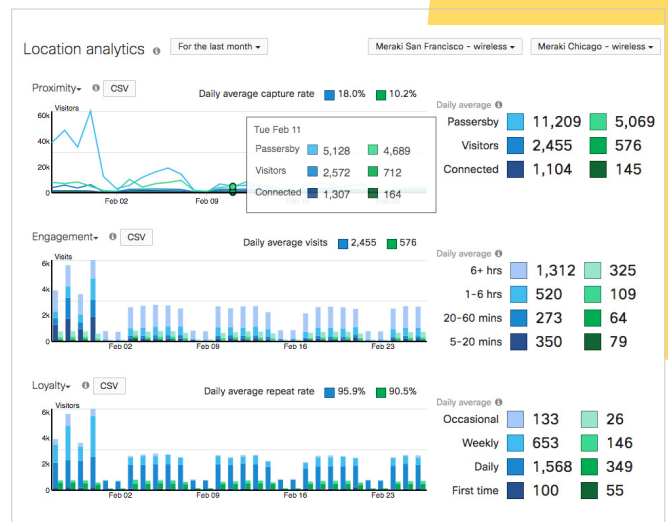 Location analytics For the last month Meraki San Francisco - wireless Meraki Chicago - wireless
Proximity CSV Daily average capture rate 18.0% 10.2%
Visitors
60k
40k
20k
0k
Feb 02 Feb 09
Tue Feb 11
Passersby 5,128 4,689
Visitors 2,572 712
Connected 1,307 164
Daily average
Passersby 11,209 5,069
Visitors 2,455 576
Connected 1,104 145
Engagement CSV Daily average visits 2,455 576
Visits
6k
4k
2k
0k
Feb 02 Feb 09 Feb 16 Feb 23
Daily average
6+ hrs 1,312 325
1-6 hrs 520 109
20-60 mins 273 64
5-20 mins 350 79
Loyalty CSV Daily average repeat rate 95.9% 90.5%
Visitors
6k
4k
2k
0k
Feb 02 Feb 09 Feb 16 Feb 23
Daily average
Occasional 133 26
Weekly 653 146
Daily 1,568 349
First time 100 55